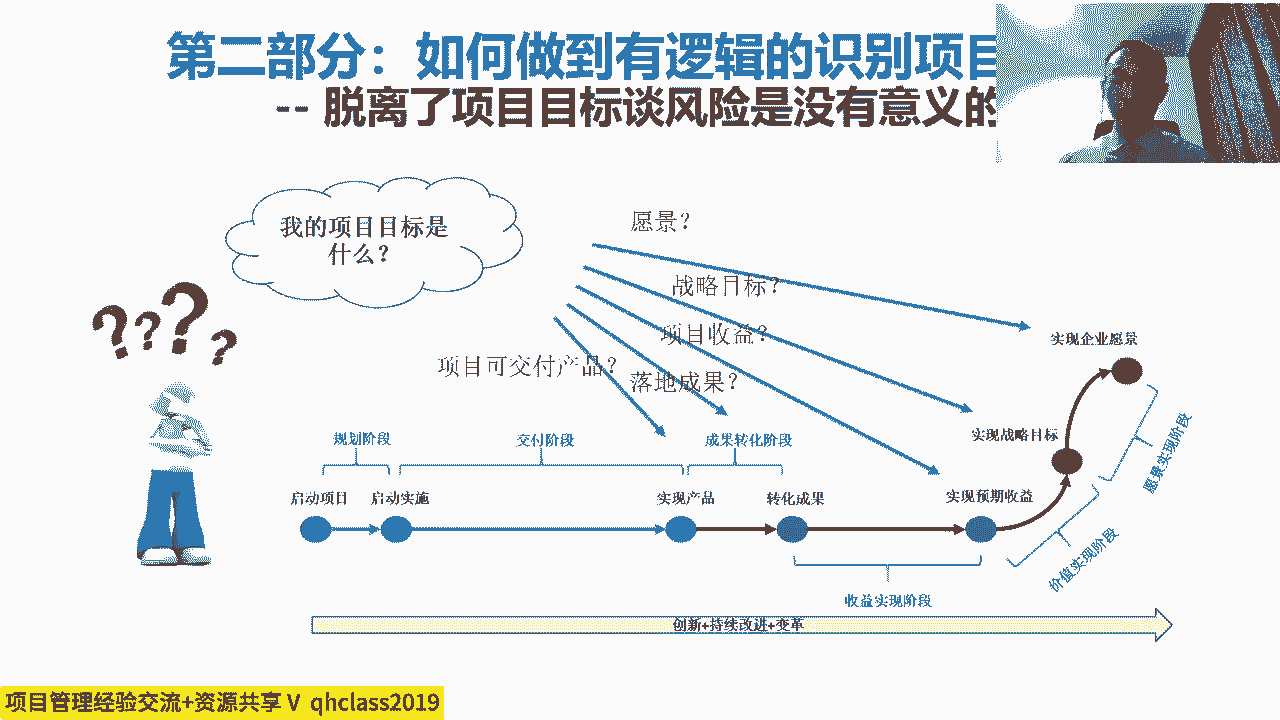 第二部分：如何做到有逻辑的识别项目
-- 脱离了项目目标谈风险是没有意义的
我的项目目标是
什么？
愿景？
战略目标？
项目收益？
项目可交付产品？
落地成果？
????
实现企业愿景
实现战略目标
规划阶段
交付阶段
成果转化阶段
愿景实现阶段
启动项目
启动实施
实现产品
转化成果
实现预期收益
价值实现阶段
收益实现阶段
创新+持续改进+变革
项目管理经验交流+资源共享 V qhclass2019